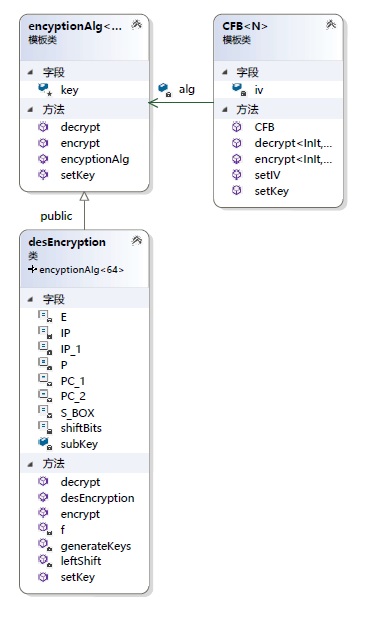 encyptionAlg<...
模板类
字段
key
方法
decrypt
encrypt
encyptionAlg
setKey
alg
CFB<N>
模板类
字段
iv
方法
CFB
decrypt<InIt,...
encrypt<InIt,...
setIV
setKey
public
desEncryption
类
encyptionAlg<64>
字段
E
IP
IP_1
P
PC_1
PC_2
S_BOX
shiftBits
subKey
方法
decrypt
desEncryption
encrypt
f
generateKeys
leftShift
setKey